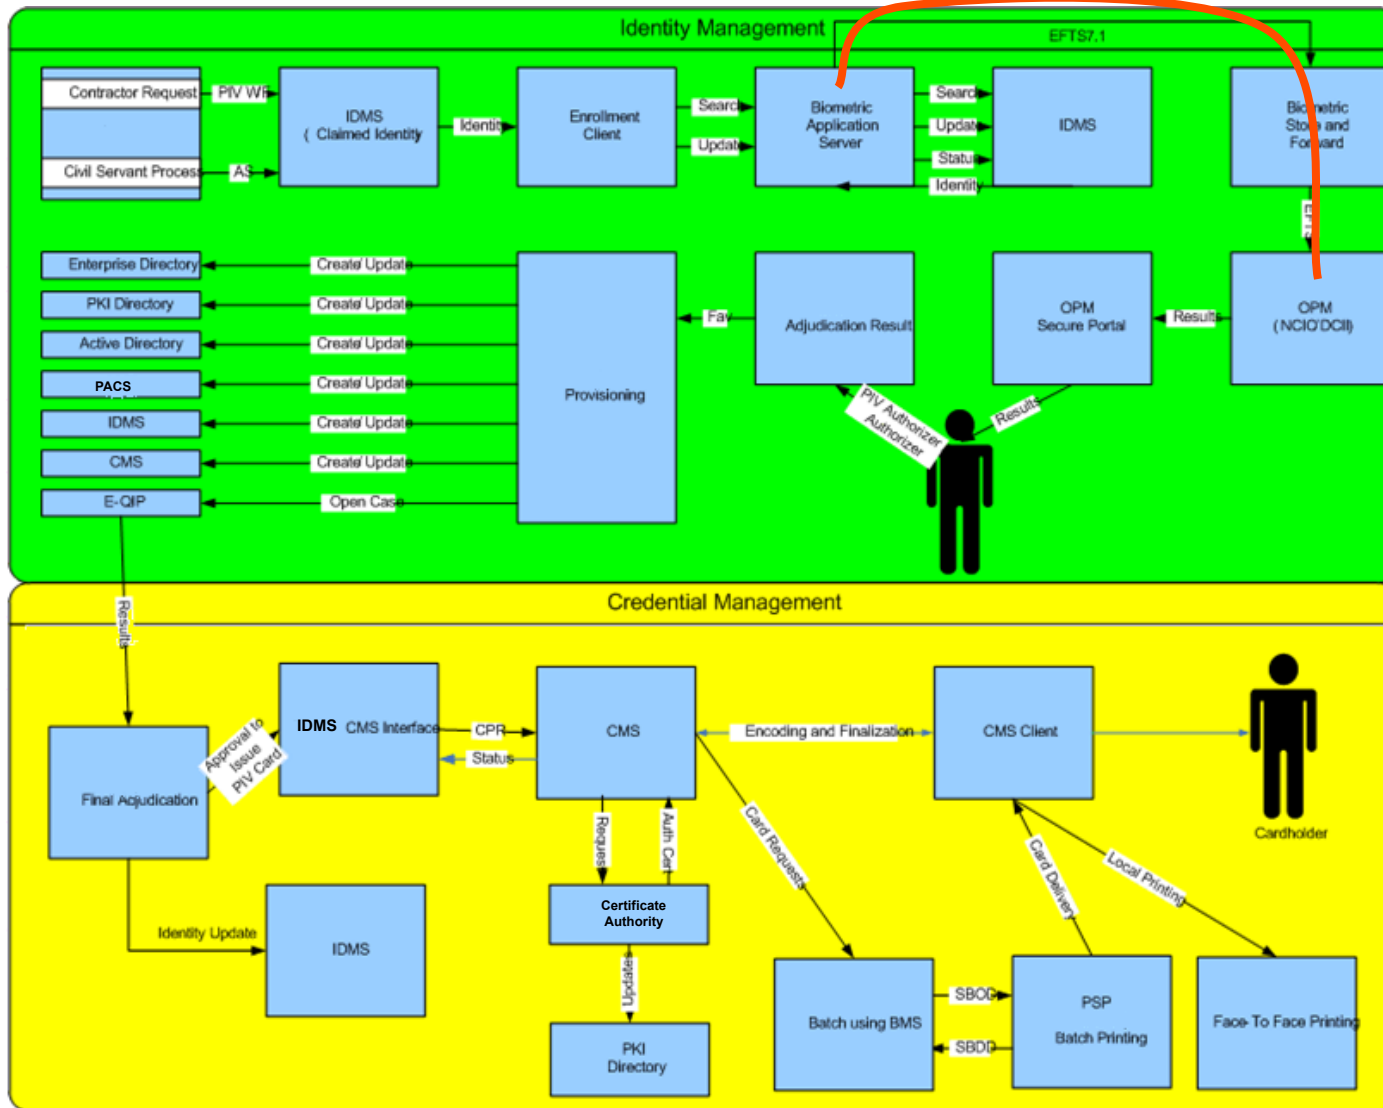 Identity Management
EFTS7.1
Contractor Request
PIV WF
IDMS
( Claimed Identity
Identity
Enrollment
Client
Search
Update
Biometric
Application
Server
Search
Update
Status
Identity
IDMS
Biometric
Store and
Forward
Civil Servant Process
AS
EFTS
Enterprise Directory
Create/ Update
PKI Directory
Create/ Update
Active Directory
Create/ Update
PACS
Create/ Update
IDMS
Create/ Update
CMS
Create/ Update
E-QIP
Open Case
Provisioning
Fav
Adjudication Result
OPM
Secure Portal
Results
OPM
(NCIC/DCII)
PIV Authorizer
Authorizer
Results
Credential Management
Results
Final Adjudication
Approval to
Issue
PIV Card
IDMS CMS Interface
CPR
Status
CMS
Encoding and Finalization
CMS Client
Cardholder
Request
Auth Cert
Card Requests
Card Delivery
Local Printing
Identity Update
IDMS
Certificate
Authority
Updates
PKI
Directory
Batch using BMS
SBOD
SBDD
PSP
Batch Printing
Face-To Face Printing